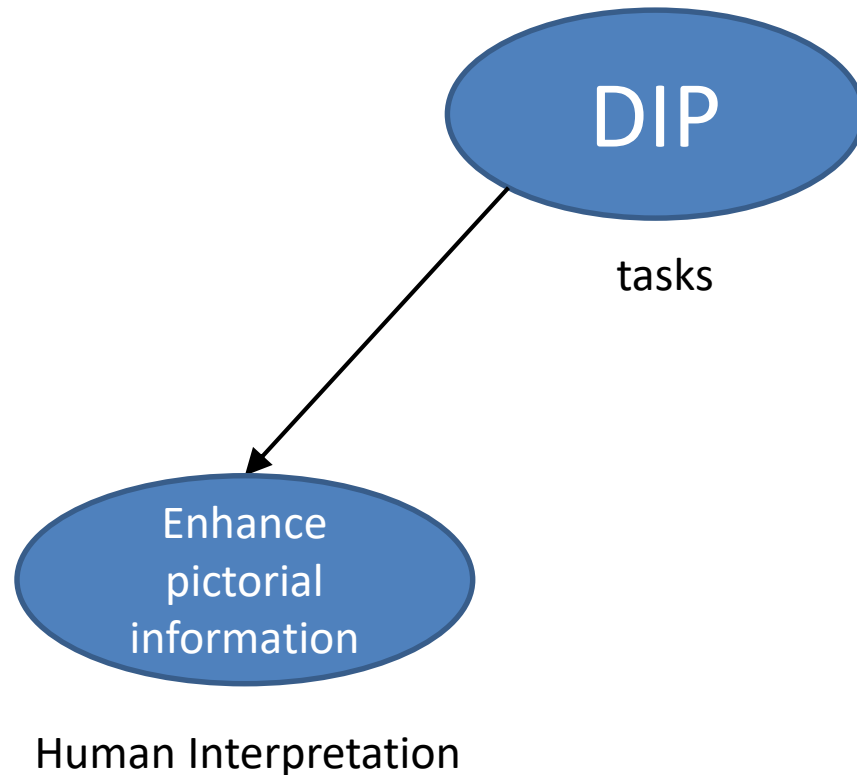 DIP
tasks
Enhance
pictorial
information
Human Interpretation